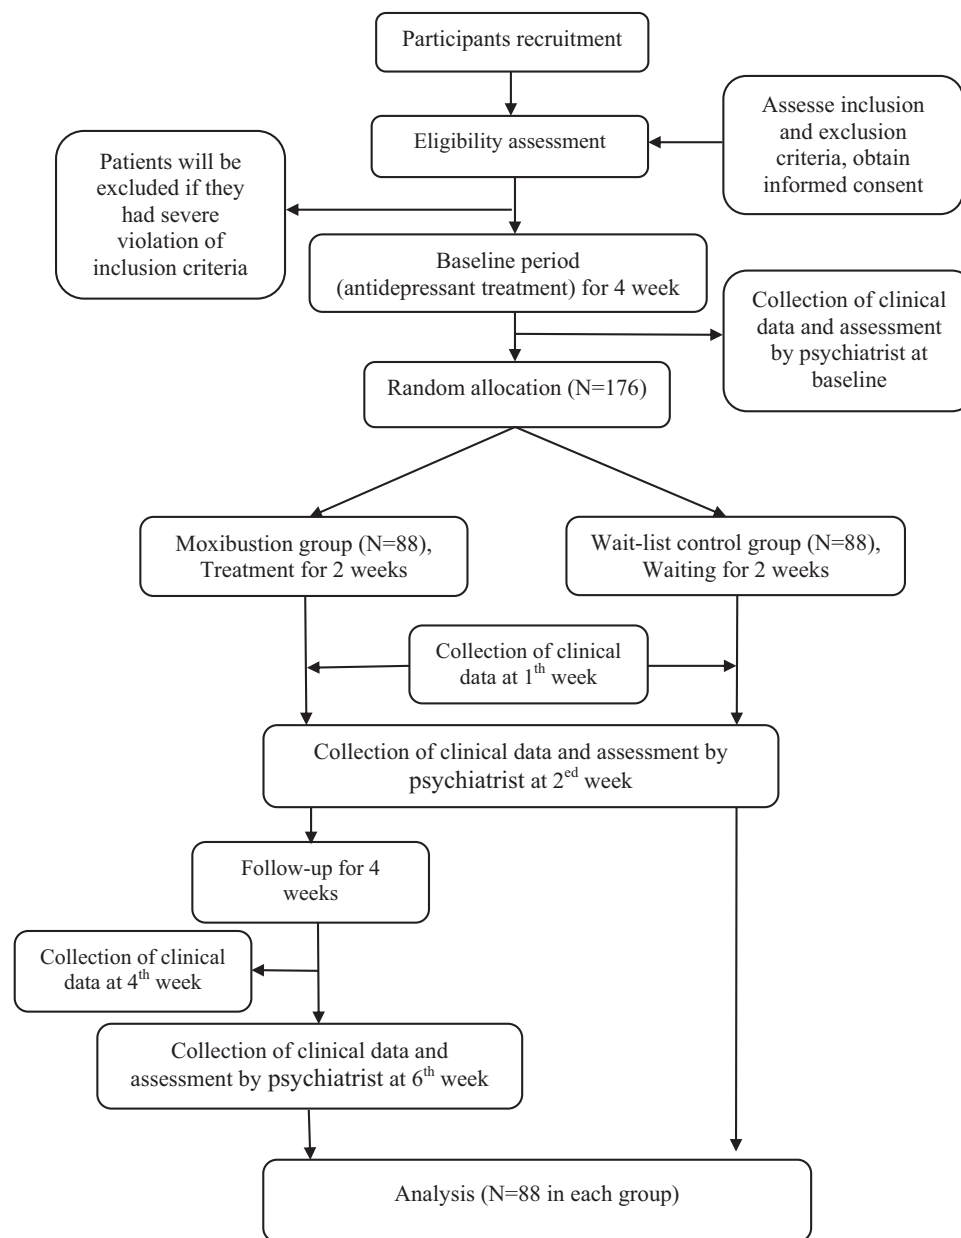 Participants recruitment
Eligibility assessment
Assesse inclusion
and exclusion
criteria, obtain
informed consent
Patients will be
excluded if they
had severe
violation of
inclusion criteria
Baseline period
(antidepressant treatment) for 4 week
Collection of clinical
data and assessment
by psychiatrist at
baseline
Random allocation (N=176)
Moxibustion group (N=88),
Treatment for 2 weeks
Wait-list control group (N=88),
Waiting for 2 weeks
Collection of clinical
data at 1th week
Collection of clinical data and assessment by
psychiatrist at 2ed week
Follow-up for 4
weeks
Collection of clinical
data at 4th week
Collection of clinical data and
assessment by psychiatrist at 6th week
Analysis (N=88 in each group)